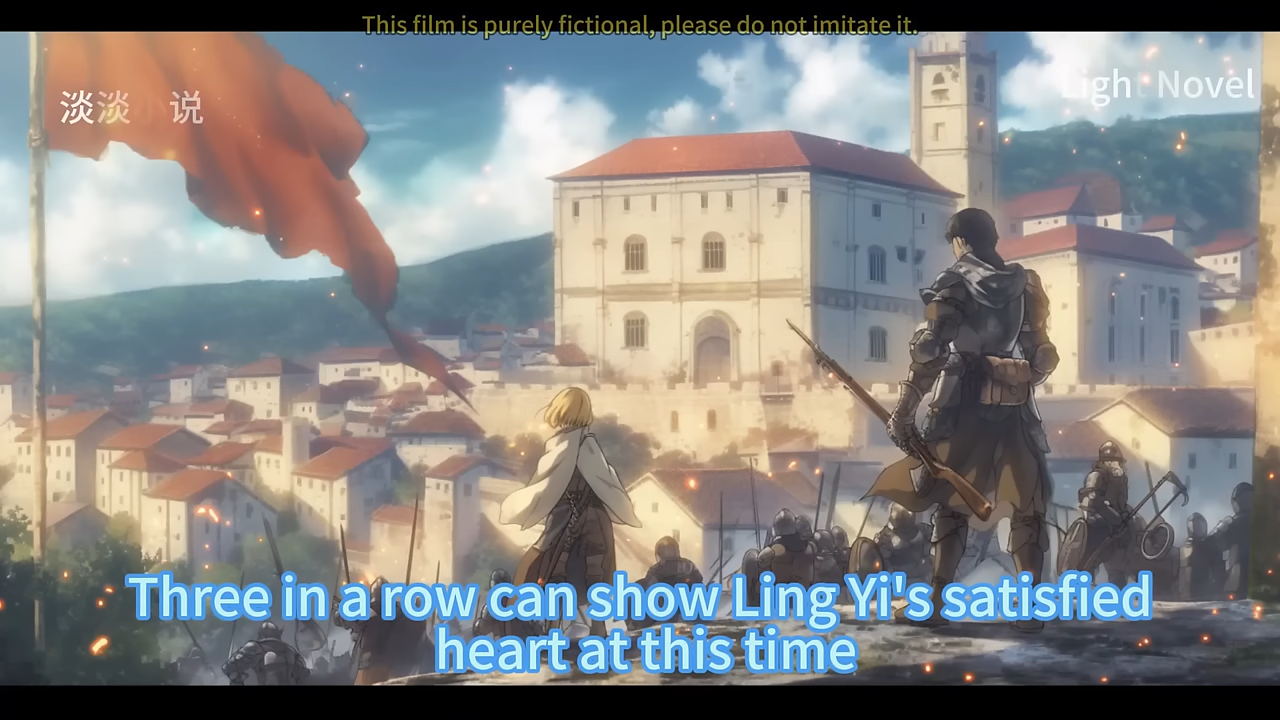 This film is purely fictional, please do not imitate it.
淡淡 说
Ligh Novel
Three in a row can show Ling Yi's satisfied
heart at this time